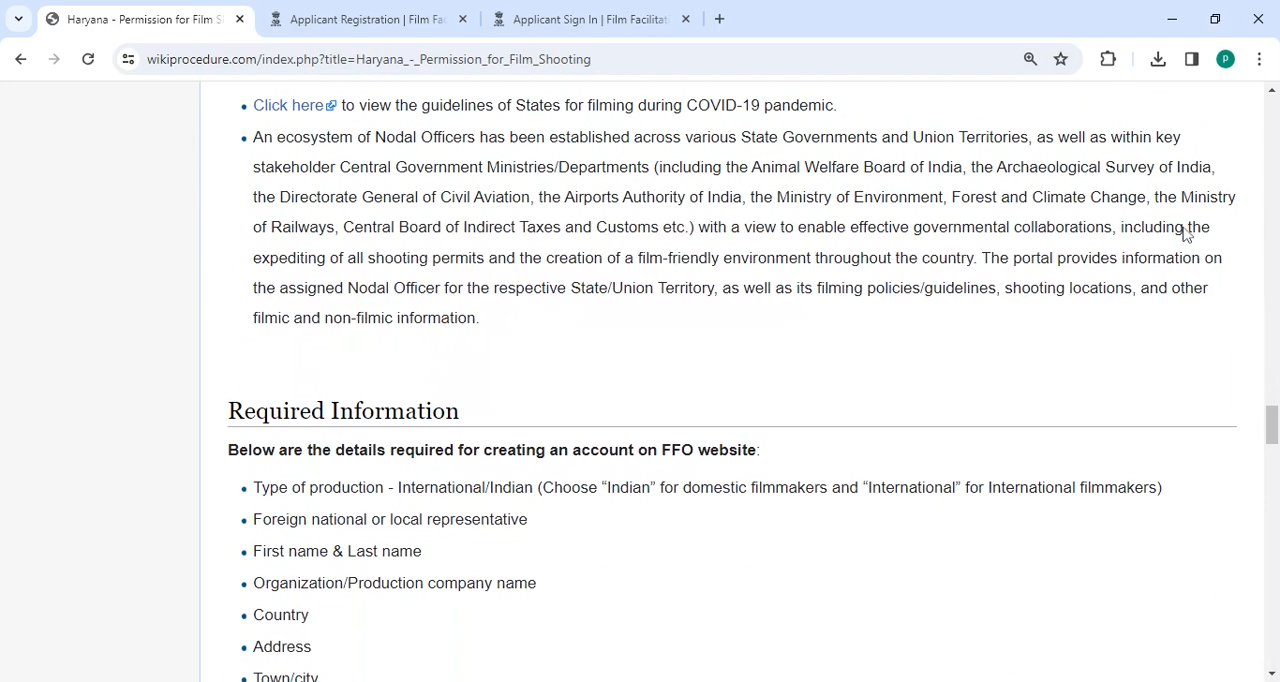 Haryana - Permission for Film S
Applicant Registration | Film Fa
Applicant Sign In | Film Facilitat
wikiprocedure.com/index.php?title=Haryana_-_Permission_for_Film_Shooting
P
Click here to view the guidelines of States for filming during COVID-19 pandemic.
An ecosystem of Nodal Officers has been established across various State Governments and Union Territories, as well as within key
stakeholder Central Government Ministries/Departments (including the Animal Welfare Board of India, the Archaeological Survey of India,
the Directorate General of Civil Aviation, the Airports Authority of India, the Ministry of Environment, Forest and Climate Change, the Ministry
of Railways, Central Board of Indirect Taxes and Customs etc.) with a view to enable effective governmental collaborations, including the
expediting of all shooting permits and the creation of a film-friendly environment throughout the country. The portal provides information on
the assigned Nodal Officer for the respective State/Union Territory, as well as its filming policies/guidelines, shooting locations, and other
filmic and non-filmic information.
Required Information
Below are the details required for creating an account on FFO website:
Type of production - International/Indian (Choose “Indian” for domestic filmmakers and “International” for International filmmakers)
Foreign national or local representative
First name & Last name
Organization/Production company name
Country
Address
Town/city